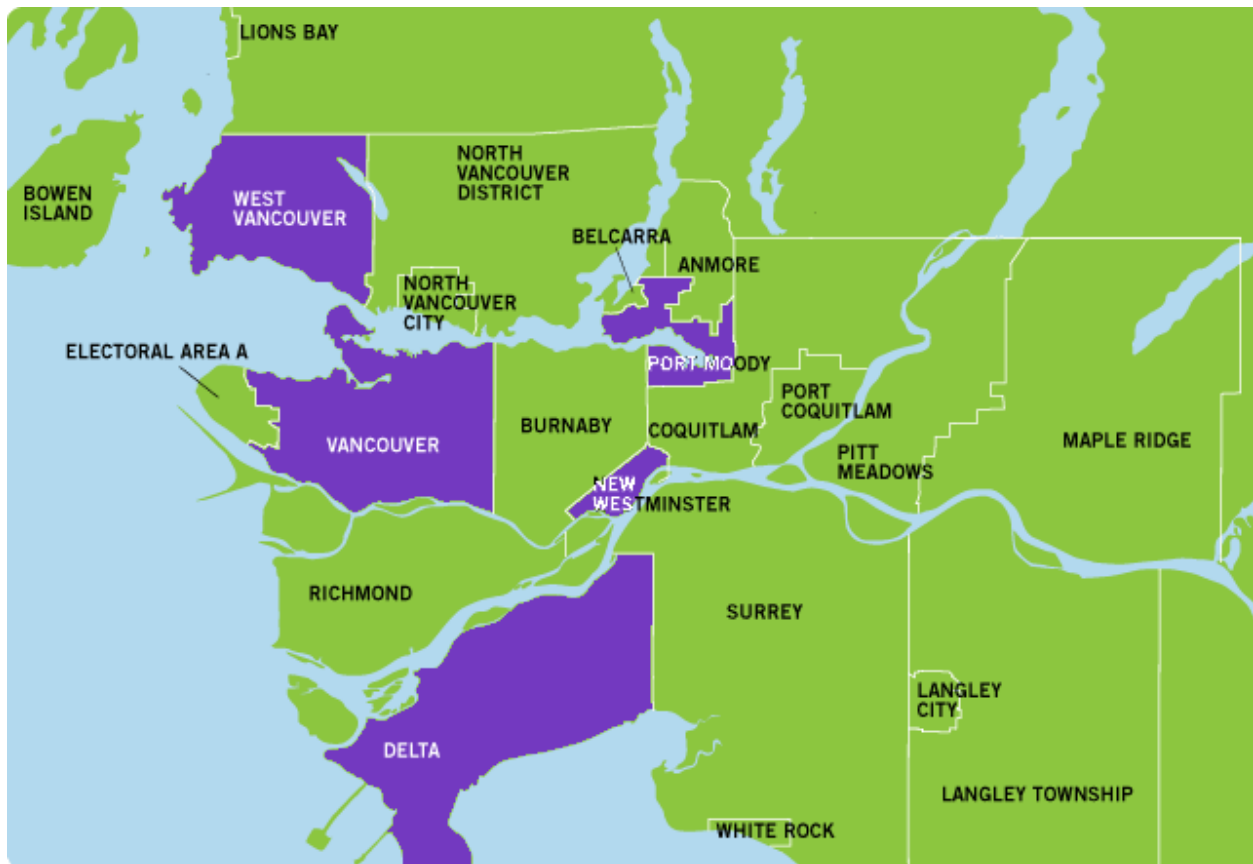 LIONS BAY
NORTH
VANCOUVER
DISTRICT
BOWEN
ISLAND
WEST
VANCOUVER
BELCARRA
ANMORE
NORTH
VANCOUVER
CITY
ELECTORAL AREA A
PORT MOODY
PORT
COQUITLAM
BURNABY
COQUITLAM
VANCOUVER
MAPLE RIDGE
PITT
MEADOWS
NEW
WESTMINSTER
RICHMOND
SURREY
LANGLEY
CITY
DELTA
LANGLEY TOWNSHIP
WHITE ROCK